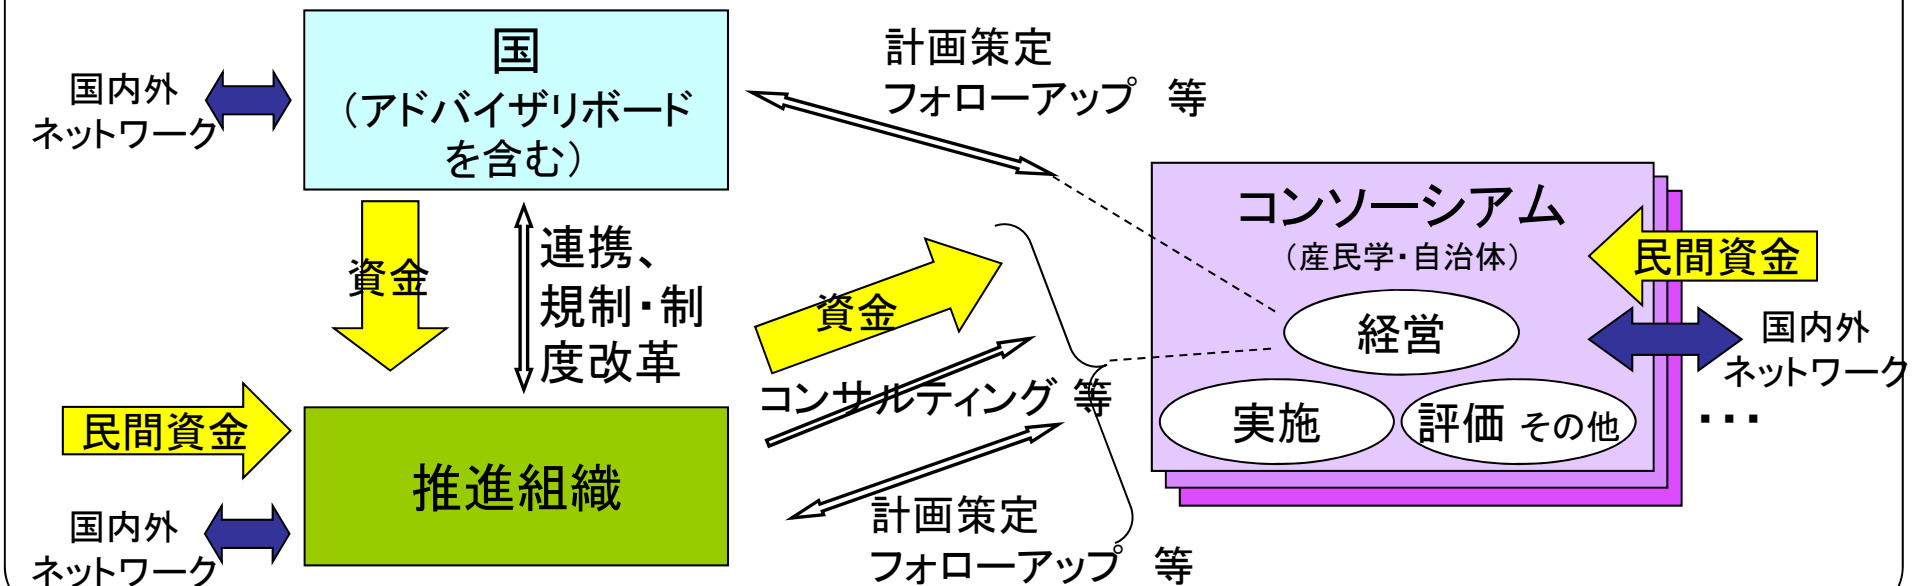 国
（アドバイザリボード
を含む）
国内外
ネットワーク
計画策定
フォローアップ　等
資金
連携、
規制・制
度改革
資金
コンサルティング 等
民間資金
推進組織
国内外
ネットワーク
計画策定
フォローアップ　等
コンソーシアム
（産民学・自治体）
民間資金
経営
実施
評価 その他
国内外
ネットワーク
・・・